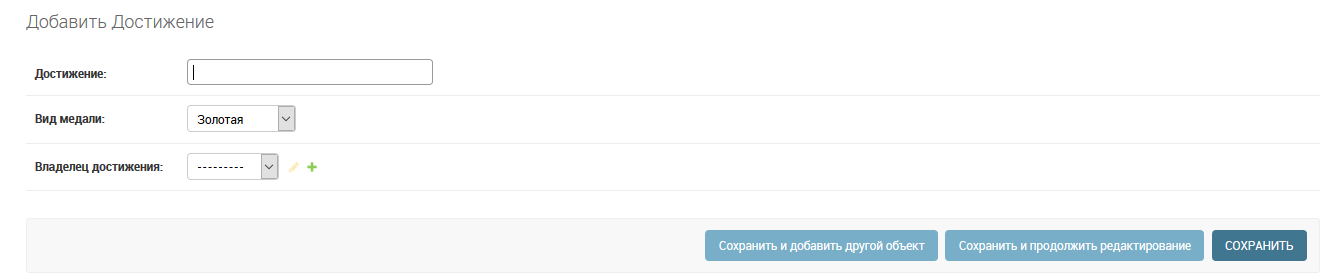 Добавить Достижение
Достижение:
Вид медали: Золотая
Владелец достижения: ---------
Сохранить и добавить другой объект Сохранить и продолжить редактирование СОХРАНИТЬ